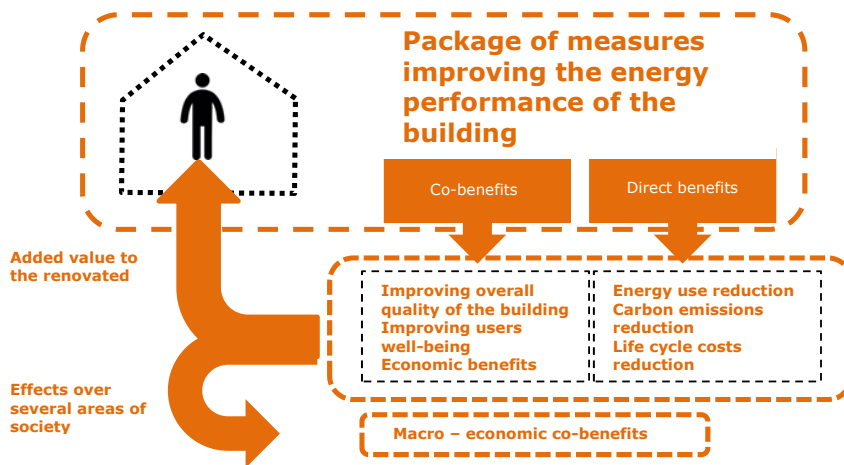 Package of measures
improving the energy
performance of the
building
Co-benefits
Direct benefits
Added value to
the renovated
Improving overall
quality of the building
Improving users
well-being
Economic benefits
Energy use reduction
Carbon emissions
reduction
Life cycle costs
reduction
Effects over
several areas of
society
Macro – economic co-benefits